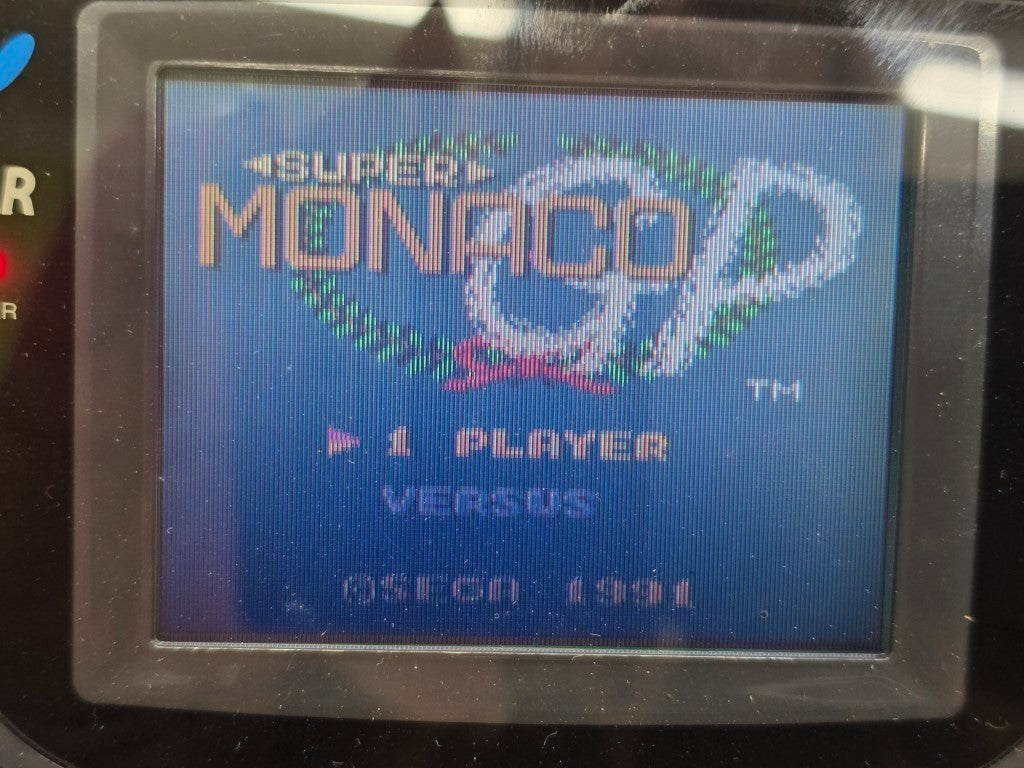 SUPER
MONACO GP
TM
1 PLAYER
VERSUS
©SEGA 1991
R
R